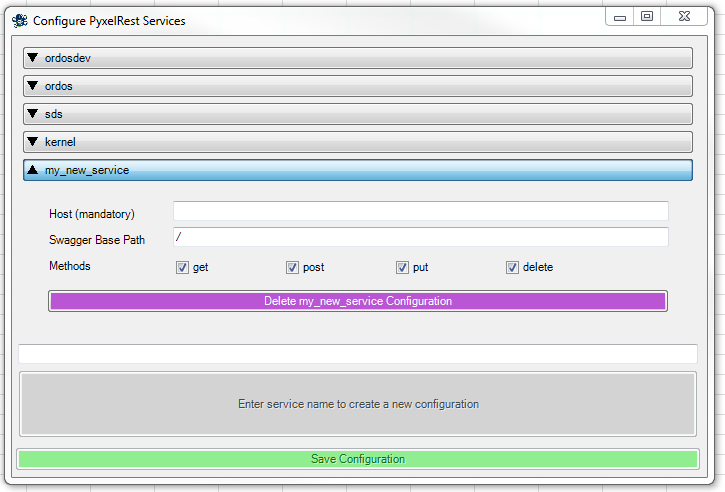 Configure PyxelRest Services
ordosdev
ordos
sds
kernel
my_new_service
Host (mandatory)
Swagger Base Path /
Methods get post put delete
Delete my_new_service Configuration
Enter service name to create a new configuration
Save Configuration